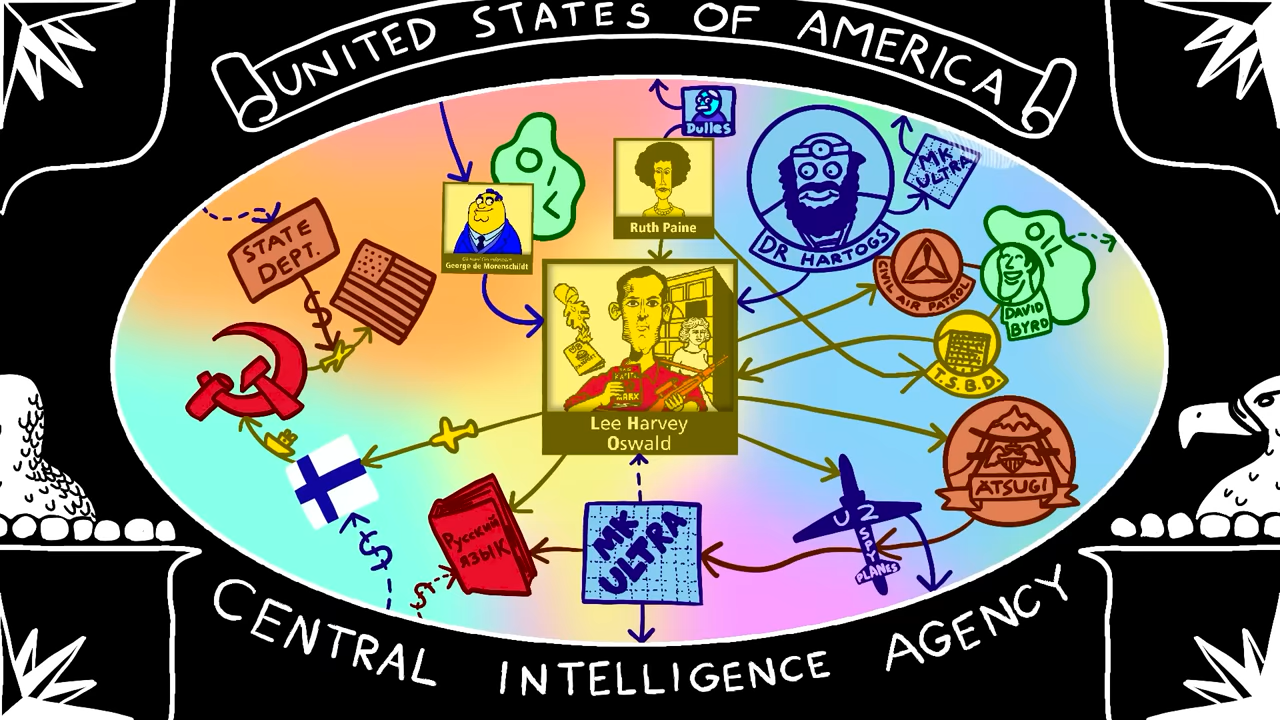 UNITED STATES OF AMERICA
Dulles
OIL
Ruth Paine
MK
ULTRA
DR HARTOGS
STATE
DEPT.
George de Morenschildt
OIL
CIVIL AIR PATROL
DAVID
BYRD
$
T.S.B.D.
MARX
Lee Harvey
Oswald
ATSUGI
U2
SPY
PLANES
Русский
язык
MK
ULTRA
$
$
CENTRAL INTELLIGENCE AGENCY